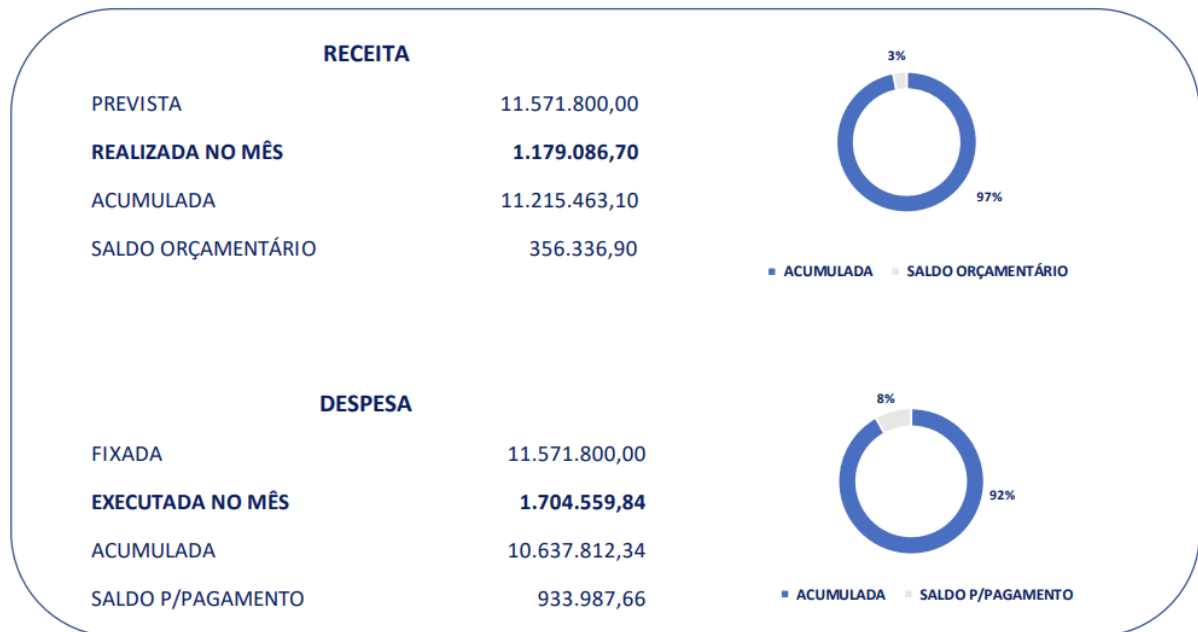 RECEITA
PREVISTA 11.571.800,00
REALIZADA NO MÊS 1.179.086,70
ACUMULADA 11.215.463,10
SALDO ORÇAMENTÁRIO 356.336,90
3%
97%
ACUMULADA SALDO ORÇAMENTÁRIO
DESPESA
FIXADA 11.571.800,00
EXECUTADA NO MÊS 1.704.559,84
ACUMULADA 10.637.812,34
SALDO P/PAGAMENTO 933.987,66
8%
92%
ACUMULADA SALDO P/PAGAMENTO